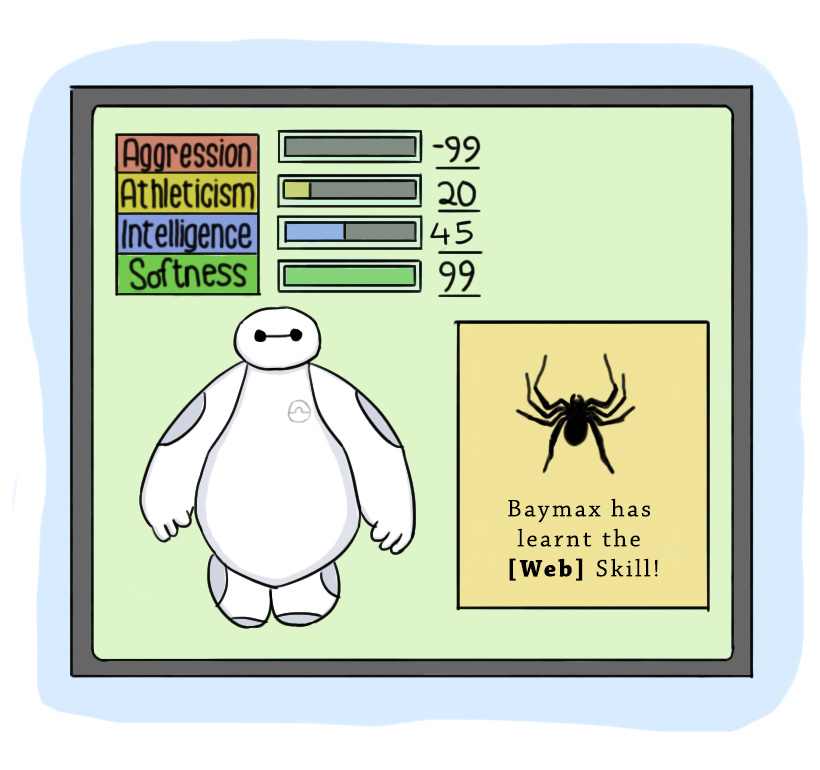 Aggression -99
Athleticism 20
Intelligence 45
Softness 99
Baymax has
learnt the
[Web] Skill!